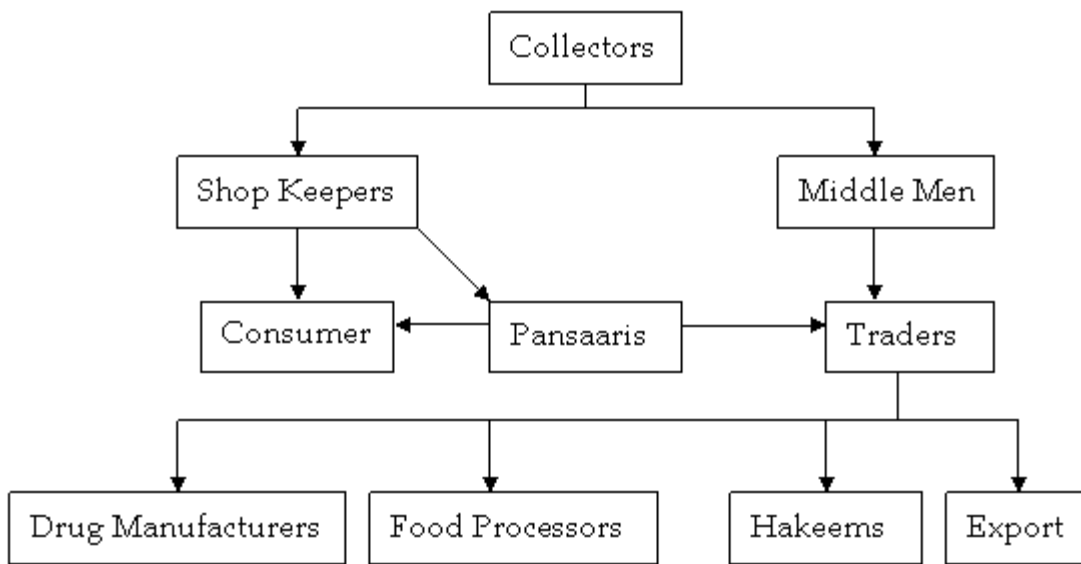 Collectors
Shop Keepers
Middle Men
Consumer
Pansaaris
Traders
Drug Manufacturers
Food Processors
Hakeems
Export